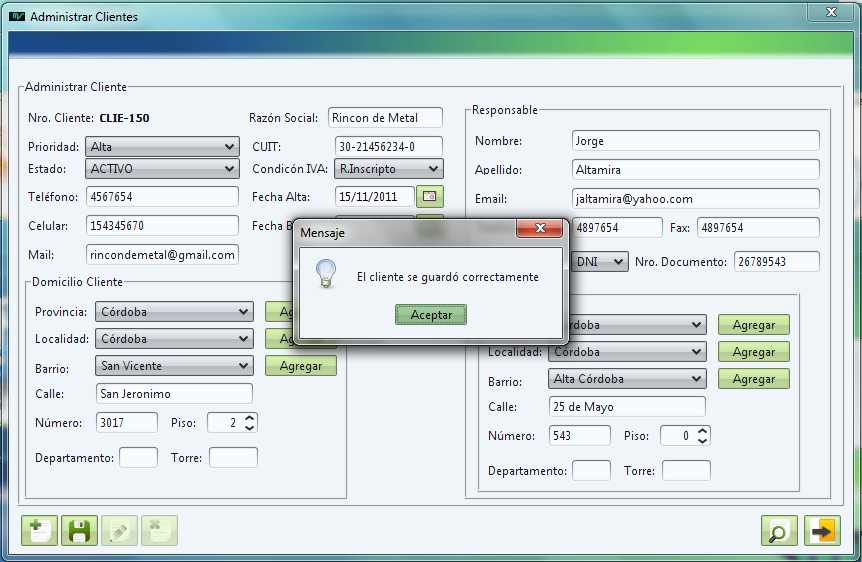 Administrar Clientes
Administrar Cliente
Nro. Cliente: CLIE-150
Razón Social: Rincon de Metal
Prioridad: Alta
CUIT: 30-21456234-0
Estado: ACTIVO
Condicón IVA: R.Inscripto
Teléfono: 4567654
Fecha Alta: 15/11/2011
Celular: 154345670
Fecha B
Mail: rincondemetal@gmail.com
Domicilio Cliente
Provincia: Córdoba
Localidad: Córdoba
Barrio: San Vicente Agregar
Calle: San Jeronimo
Número: 3017 Piso: 2
Departamento: Torre:
Responsable
Nombre: Jorge
Apellido: Altamira
Email: jaltamira@yahoo.com
4897654 Fax: 4897654
DNI Nro. Documento: 26789543
órdoba Agregar
Localidad: Córdoba Agregar
Barrio: Alta Córdoba Agregar
Calle: 25 de Mayo
Número: 543 Piso: 0
Departamento: Torre:
Mensaje
El cliente se guardó correctamente
Aceptar